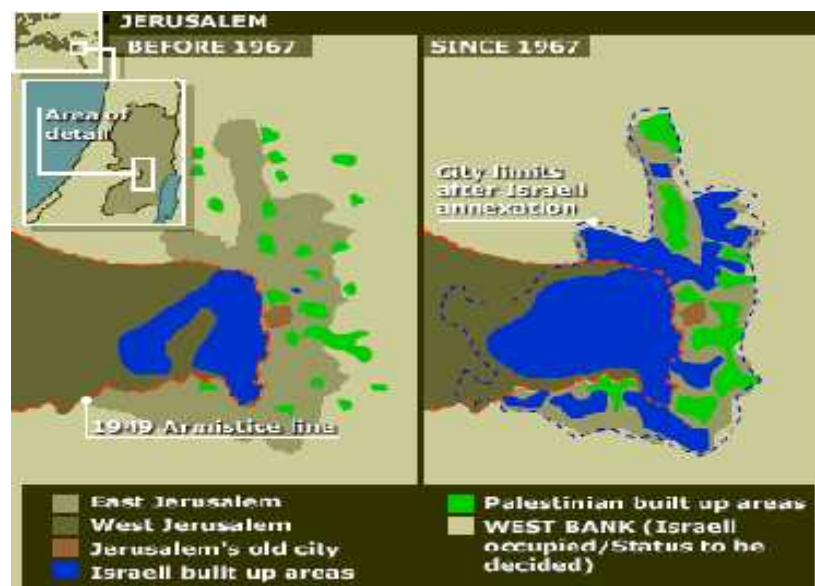 JERUSALEM
BEFORE 1967
SINCE 1967
Area of
detail
City limits
after Israeli
annexation
1949 Armistice line
East Jerusalem
West Jerusalem
Jerusalem's old city
Israeli built up areas
Palestinian built up areas
WEST BANK (Israeli
occupied/Status to be
decided)